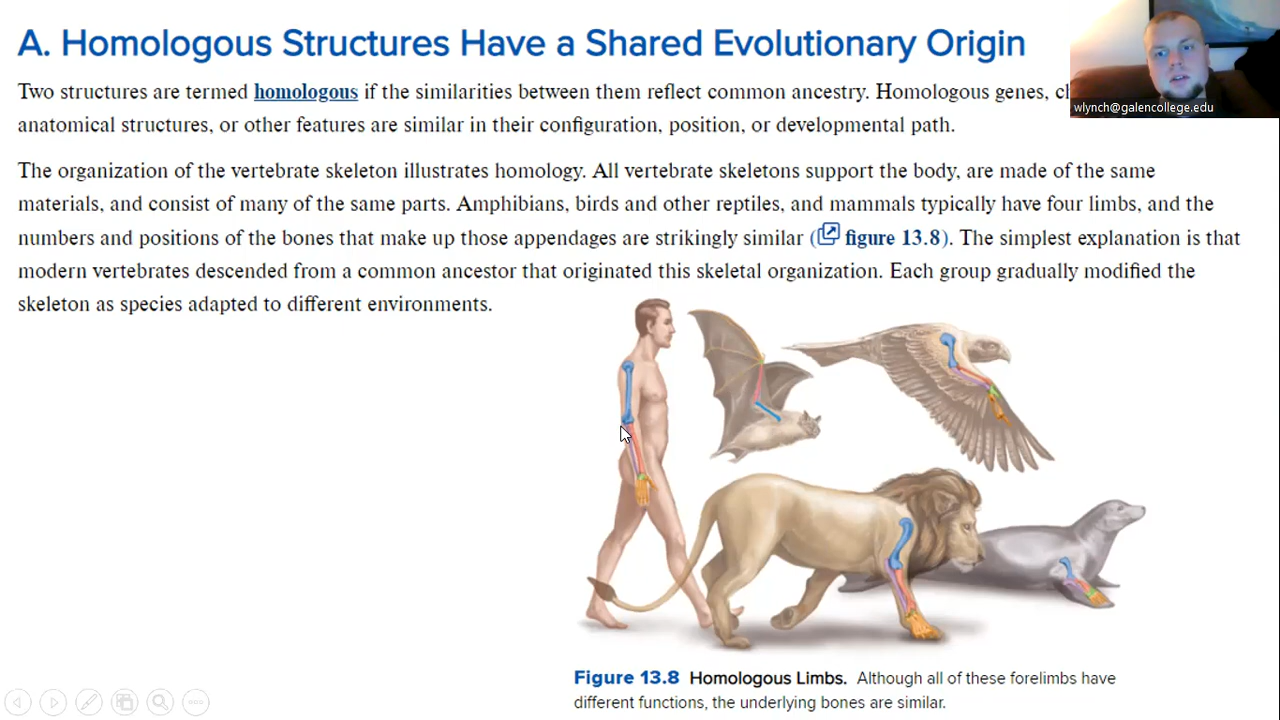 A. Homologous Structures Have a Shared Evolutionary Origin
Two structures are termed homologous if the similarities between them reflect common ancestry. Homologous genes,
wlynch@galencollege.edu
anatomical structures, or other features are similar in their configuration, position, or developmental path.
The organization of the vertebrate skeleton illustrates homology. All vertebrate skeletons support the body, are made of the same
materials, and consist of many of the same parts. Amphibians, birds and other reptiles, and mammals typically have four limbs, and the
numbers and positions of the bones that make up those appendages are strikingly similar ( figure 13.8). The simplest explanation is that
modern vertebrates descended from a common ancestor that originated this skeletal organization. Each group gradually modified the
skeleton as species adapted to different environments.
Figure 13.8 Homologous Limbs. Although all of these forelimbs have
different functions, the underlying bones are similar.